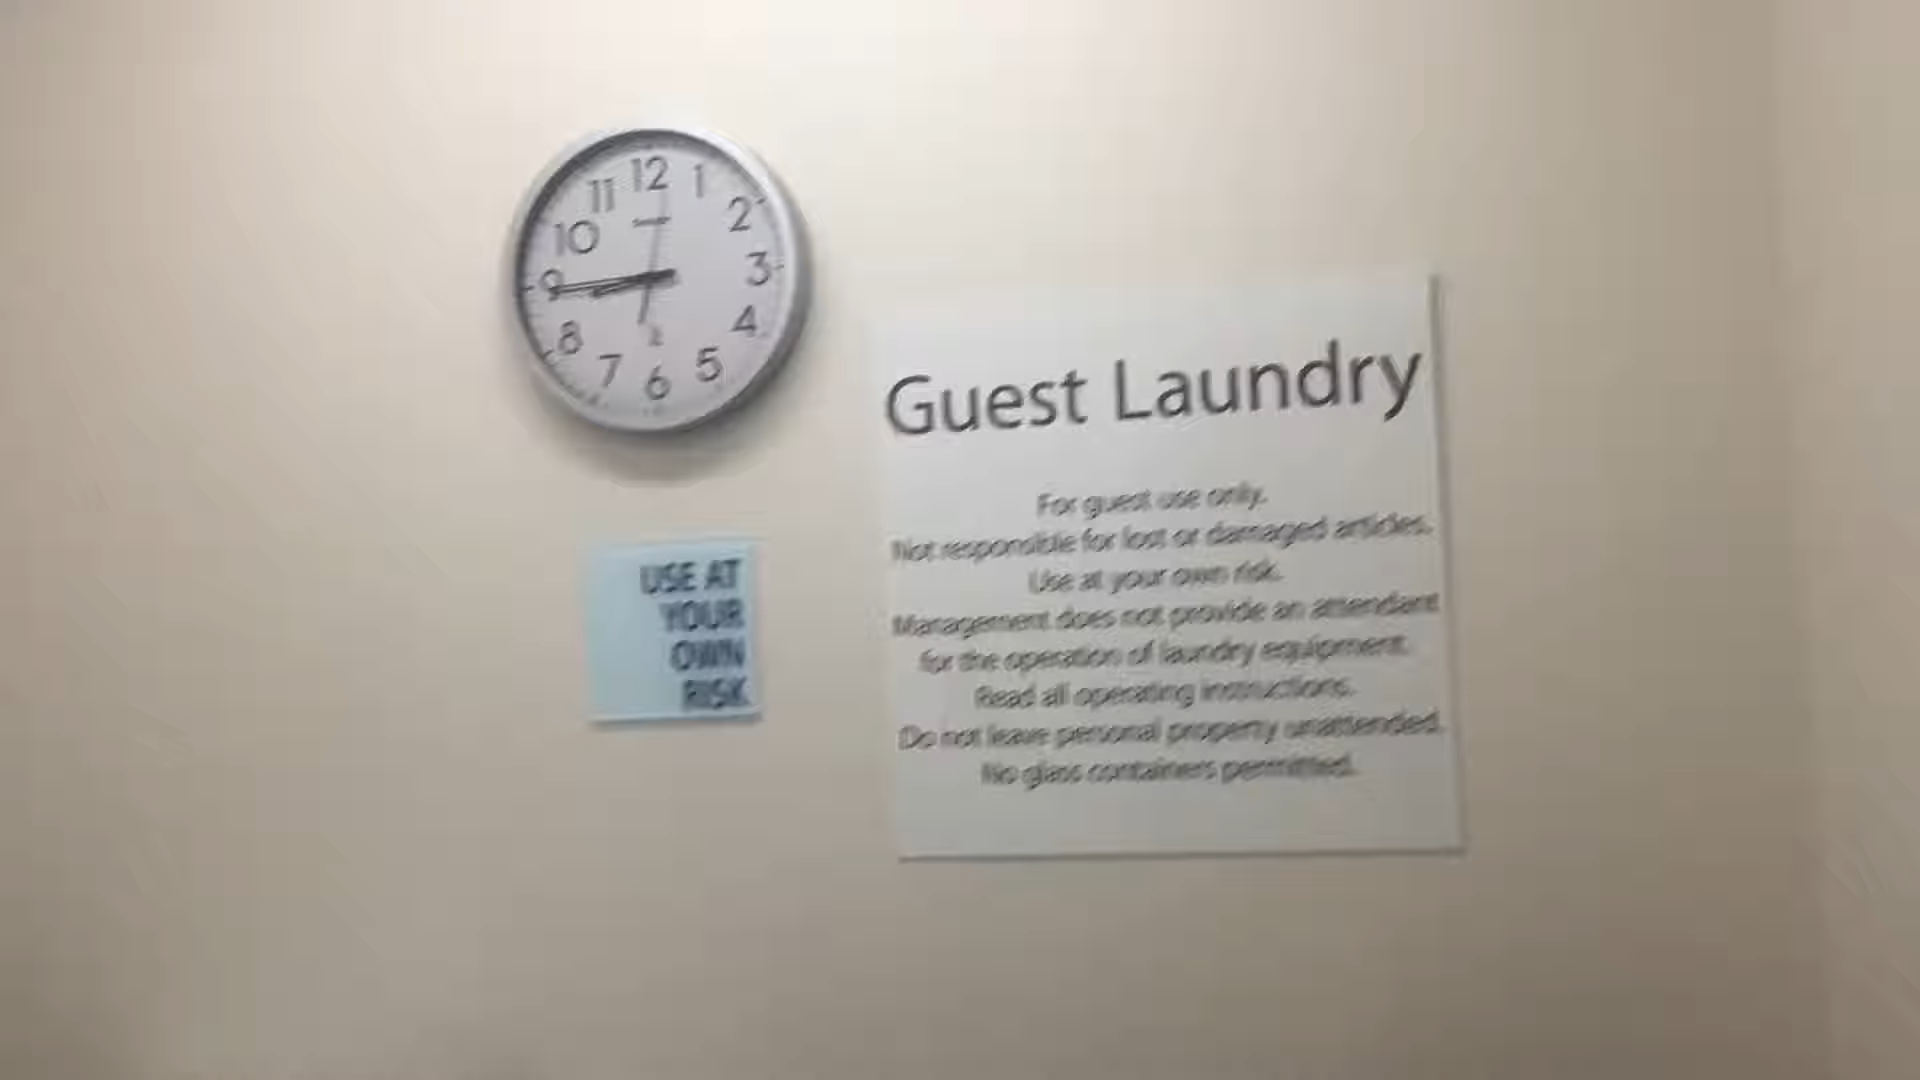 12
11 1
10 2
9 3
8 4
7 5
6
USE AT
YOUR
OWN
RISK
Guest Laundry
For guest use only.
Not responsible for lost or damaged articles.
Use at your own risk.
Management does not provide an attendant
for the operation of laundry equipment.
Read all operating instructions.
Do not leave personal property unattended.
No glass containers permitted.